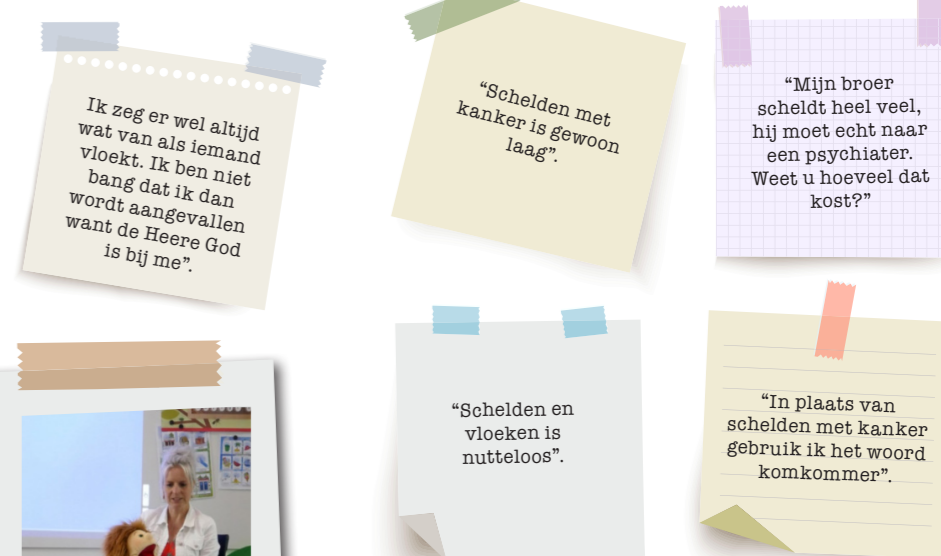 Ik zeg er wel altijd
wat van als iemand
vloekt. Ik ben niet
bang dat ik dan
wordt aangevallen
want de Heere God
is bij me”.
“Schelden met
kanker is gewoon
laag”.
“Mijn broer
scheldt heel veel,
hij moet echt naar
een psychiater.
Weet u hoeveel dat
kost?”
“Schelden en
vloeken is
nutteloos”.
“In plaats van
schelden met kanker
gebruik ik het woord
komkommer”.